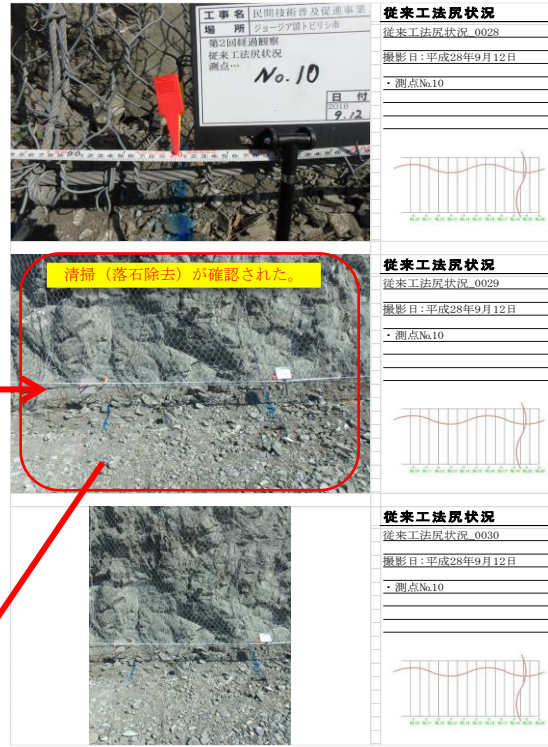 工事名 民間技術普及促進事業
場所 ジョージア国トビリシ市
第2回経過観察
従来工法尻状況
測点…
No.10
日付
2016
9.12
従来工法尻状況
従来工法尻状況_0028
撮影日:平成28年9月12日
・測点№10
清掃(落石除去)が確認された。
従来工法尻状況
従来工法尻状況_0029
撮影日:平成28年9月12日
・測点№10
従来工法尻状況
従来工法尻状況_0030
撮影日:平成28年9月12日
・測点№10